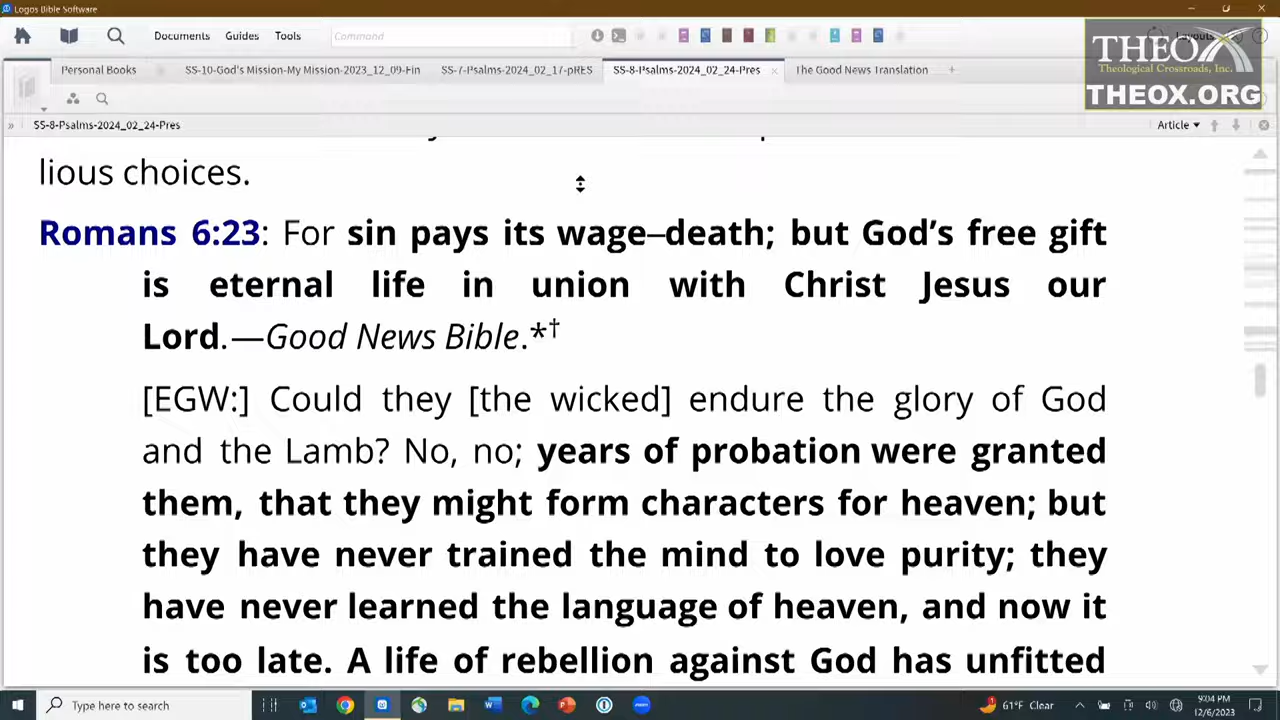 Logos Bible Software
Documents Guides Tools Command Layouts
THEOX
Theological Crossroads, Inc.
THEOX.ORG
Personal Books SS-10-God's Mission-My Mission-2023_12_09-Fin 2024_02_17-pRES SS-8-Psalms-2024_02_24-Pres The Good News Translation
SS-8-Psalms-2024_02_24-Pres Article
lious choices.
Romans 6:23: For sin pays its wage—death; but God’s free gift
is eternal life in union with Christ Jesus our
Lord.—Good News Bible.*†
[EGW:] Could they [the wicked] endure the glory of God
and the Lamb? No, no; years of probation were granted
them, that they might form characters for heaven; but
they have never trained the mind to love purity; they
have never learned the language of heaven, and now it
is too late. A life of rebellion against God has unfitted
Type here to search 61°F Clear 9:04 PM
12/6/2023